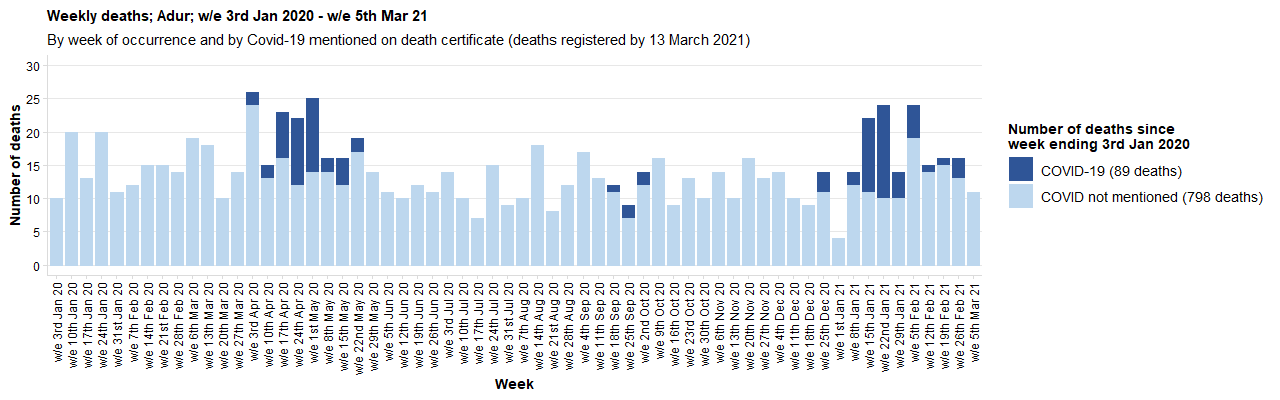 Weekly deaths; Adur; w/e 3rd Jan 2020 - w/e 5th Mar 21
By week of occurrence and by Covid-19 mentioned on death certificate (deaths registered by 13 March 2021)
Number of deaths
30
25
20
15
10
5
0
w/e 3rd Jan 20
w/e 10th Jan 20
w/e 17th Jan 20
w/e 24th Jan 20
w/e 31st Jan 20
w/e 7th Feb 20
w/e 14th Feb 20
w/e 21st Feb 20
w/e 28th Feb 20
w/e 6th Mar 20
w/e 13th Mar 20
w/e 20th Mar 20
w/e 27th Mar 20
w/e 3rd Apr 20
w/e 10th Apr 20
w/e 17th Apr 20
w/e 24th Apr 20
w/e 1st May 20
w/e 8th May 20
w/e 15th May 20
w/e 22nd May 20
w/e 29th May 20
w/e 5th Jun 20
w/e 12th Jun 20
w/e 19th Jun 20
w/e 26th Jun 20
w/e 3rd Jul 20
w/e 10th Jul 20
w/e 17th Jul 20
w/e 24th Jul 20
w/e 31st Jul 20
w/e 7th Aug 20
w/e 14th Aug 20
w/e 21st Aug 20
w/e 28th Aug 20
w/e 4th Sep 20
w/e 11th Sep 20
w/e 18th Sep 20
w/e 25th Sep 20
w/e 2nd Oct 20
w/e 9th Oct 20
w/e 16th Oct 20
w/e 23rd Oct 20
w/e 30th Oct 20
w/e 6th Nov 20
w/e 13th Nov 20
w/e 20th Nov 20
w/e 27th Nov 20
w/e 4th Dec 20
w/e 11th Dec 20
w/e 18th Dec 20
w/e 25th Dec 20
w/e 1st Jan 21
w/e 8th Jan 21
w/e 15th Jan 21
w/e 22nd Jan 21
w/e 29th Jan 21
w/e 5th Feb 21
w/e 12th Feb 21
w/e 19th Feb 21
w/e 26th Feb 21
w/e 5th Mar 21
Week
Number of deaths since
week ending 3rd Jan 2020
COVID-19 (89 deaths)
COVID not mentioned (798 deaths)